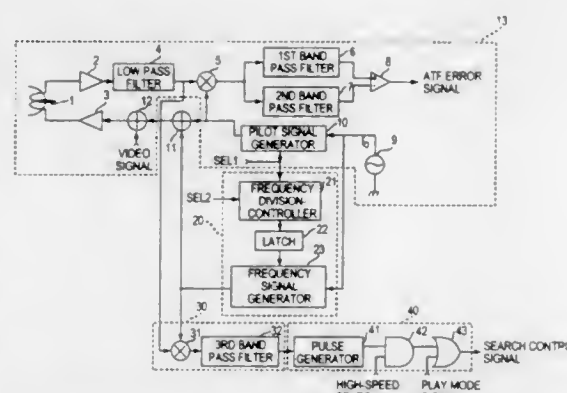 13
2
4
LOW PASS
FILTER
5
1ST BAND
PASS FILTER
6
2ND BAND
PASS FILTER
7
8
ATF ERROR
SIGNAL
1
3
12
11
VIDEO
SIGNAL
10
PILOT SIGNAL
GENERATOR
9
SEL1
21
SEL2
FREQUENCY
DIVISION-
CONTROLLER
20
22
LATCH
23
FREQUENCY
SIGNAL
GENERATOR
30
31
32
3RD BAND
PASS FILTER
40
41
PULSE
GENERATOR
42
43
SEARCH CONT
SIGNAL
HIGH-SPEED
PLAY MODE